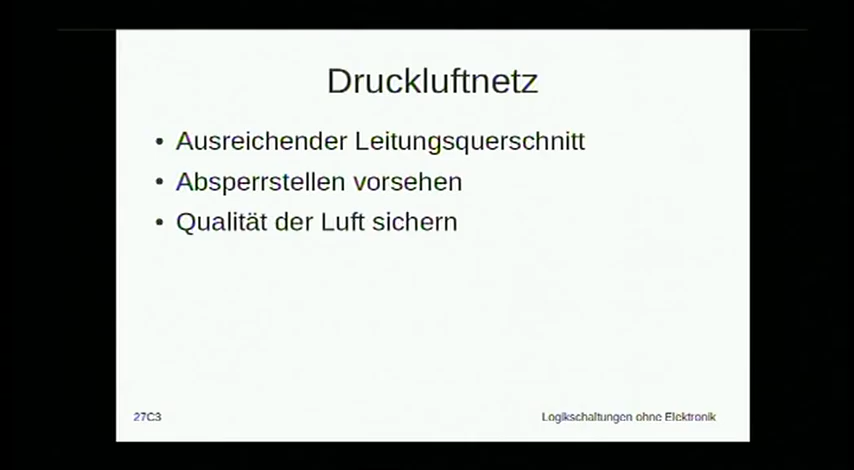 Druckluftnetz
• Ausreichender Leitungsquerschnitt
• Absperrstellen vorsehen
• Qualität der Luft sichern
27C3
Logikschaltungen ohne Elektronik